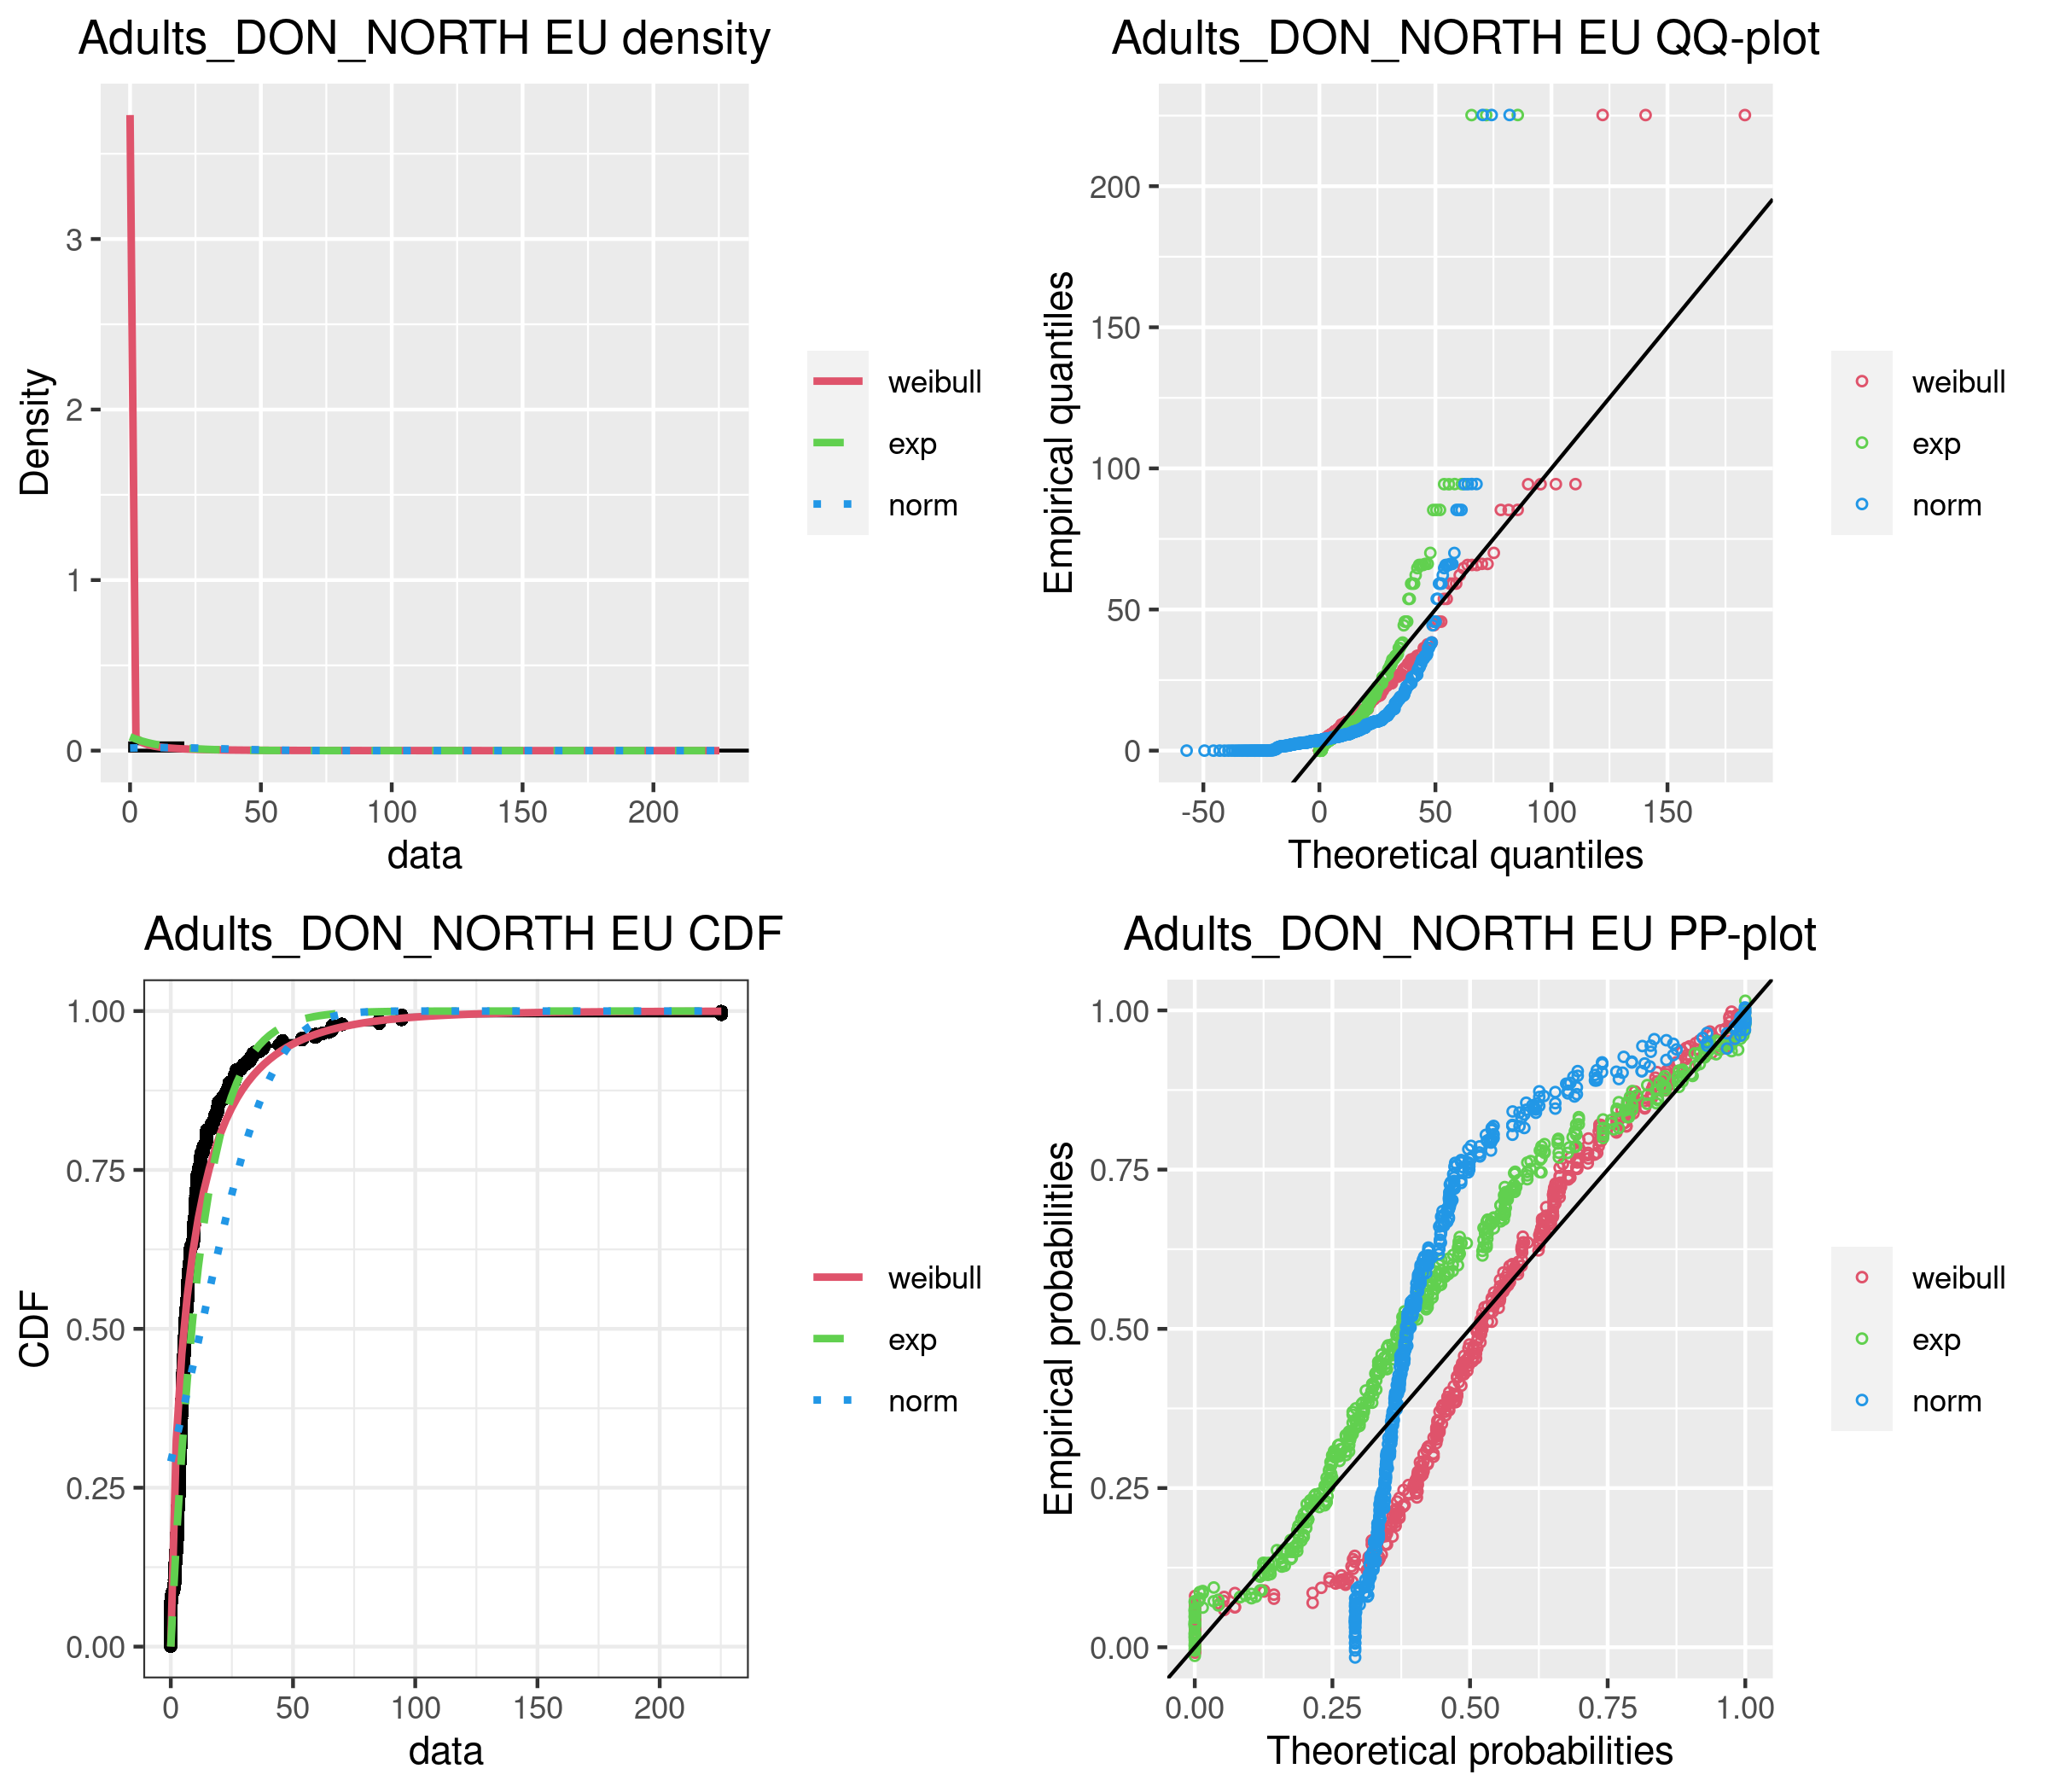 Adults_DON_NORTH EU density
Density
3
2
1
0
0 50 100 150 200
data
weibull
exp
norm
Adults_DON_NORTH EU QQ-plot
Empirical quantiles
200
150
100
50
0
-50 0 50 100 150
Theoretical quantiles
weibull
exp
norm
Adults_DON_NORTH EU CDF
CDF
1.00
0.75
0.50
0.25
0.00
0 50 100 150 200
data
weibull
exp
norm
Adults_DON_NORTH EU PP-plot
Empirical probabilities
1.00
0.75
0.50
0.25
0.00
0.00 0.25 0.50 0.75 1.00
Theoretical probabilities
weibull
exp
norm